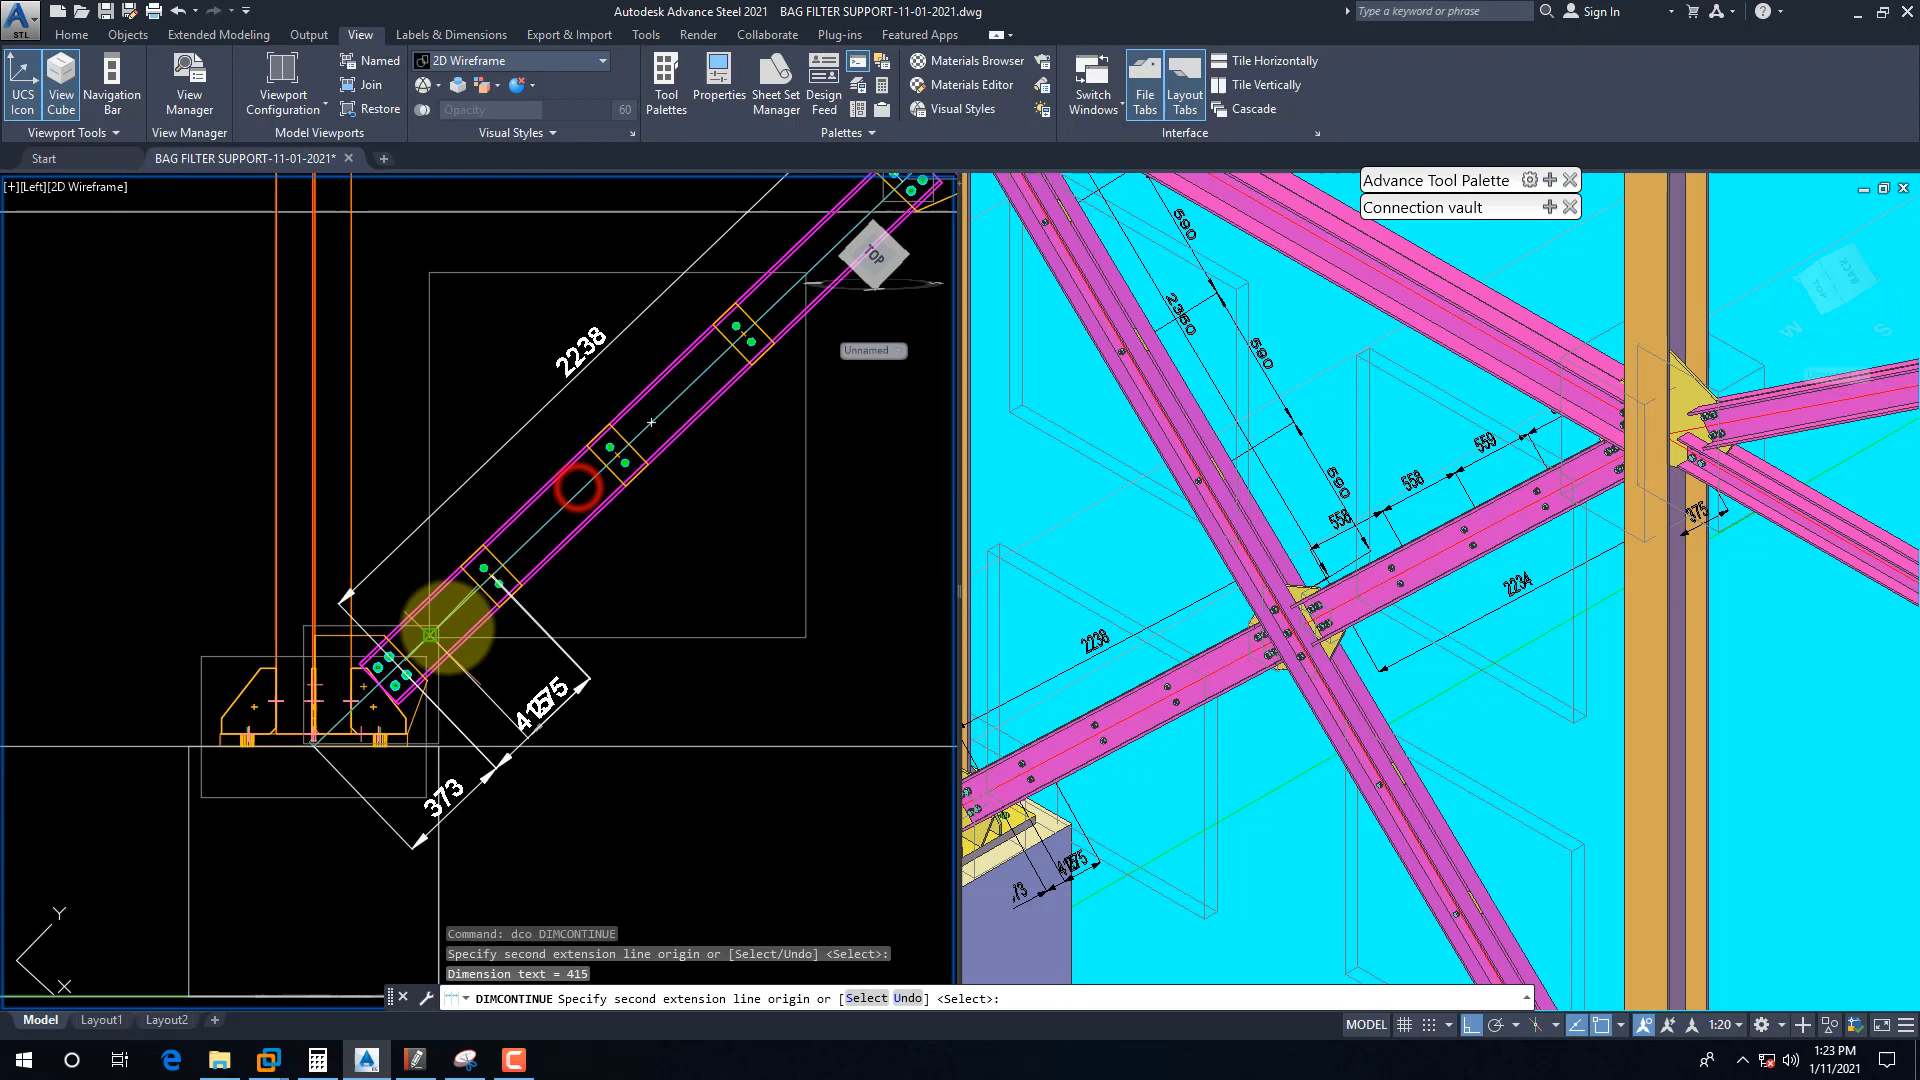 Autodesk Advance Steel 2021 BAG FILTER SUPPORT-11-01-2021.dwg
Type a keyword or phrase
Sign In
STL
Home Objects Extended Modeling Output View Labels & Dimensions Export & Import Tools Render Collaborate Plug-ins Featured Apps
UCS Icon
View Cube
Navigation Bar
View Manager
Viewport Configuration
Named
Join
Restore
2D Wireframe
Opacity 60
Tool Palettes
Properties
Sheet Set Manager
Design Feed
Materials Browser
Materials Editor
Visual Styles
Switch Windows
File Tabs
Layout Tabs
Tile Horizontally
Tile Vertically
Cascade
Viewport Tools View Manager Model Viewports Visual Styles Palettes Interface
Start BAG FILTER SUPPORT-11-01-2021*
[+][Left][2D Wireframe]
Advance Tool Palette
Connection vault
TOP
Unnamed
2238
373
590
2360
590
590
559
558
558
2234
2238
375
BACK
TOP
W
S
Y
X
Command: dco DIMCONTINUE
Specify second extension line origin or [Select/Undo] <Select>:
Dimension text = 415
DIMCONTINUE Specify second extension line origin or [Select Undo] <Select>:
Model Layout1 Layout2
MODEL 1:20
1:23 PM
1/11/2021